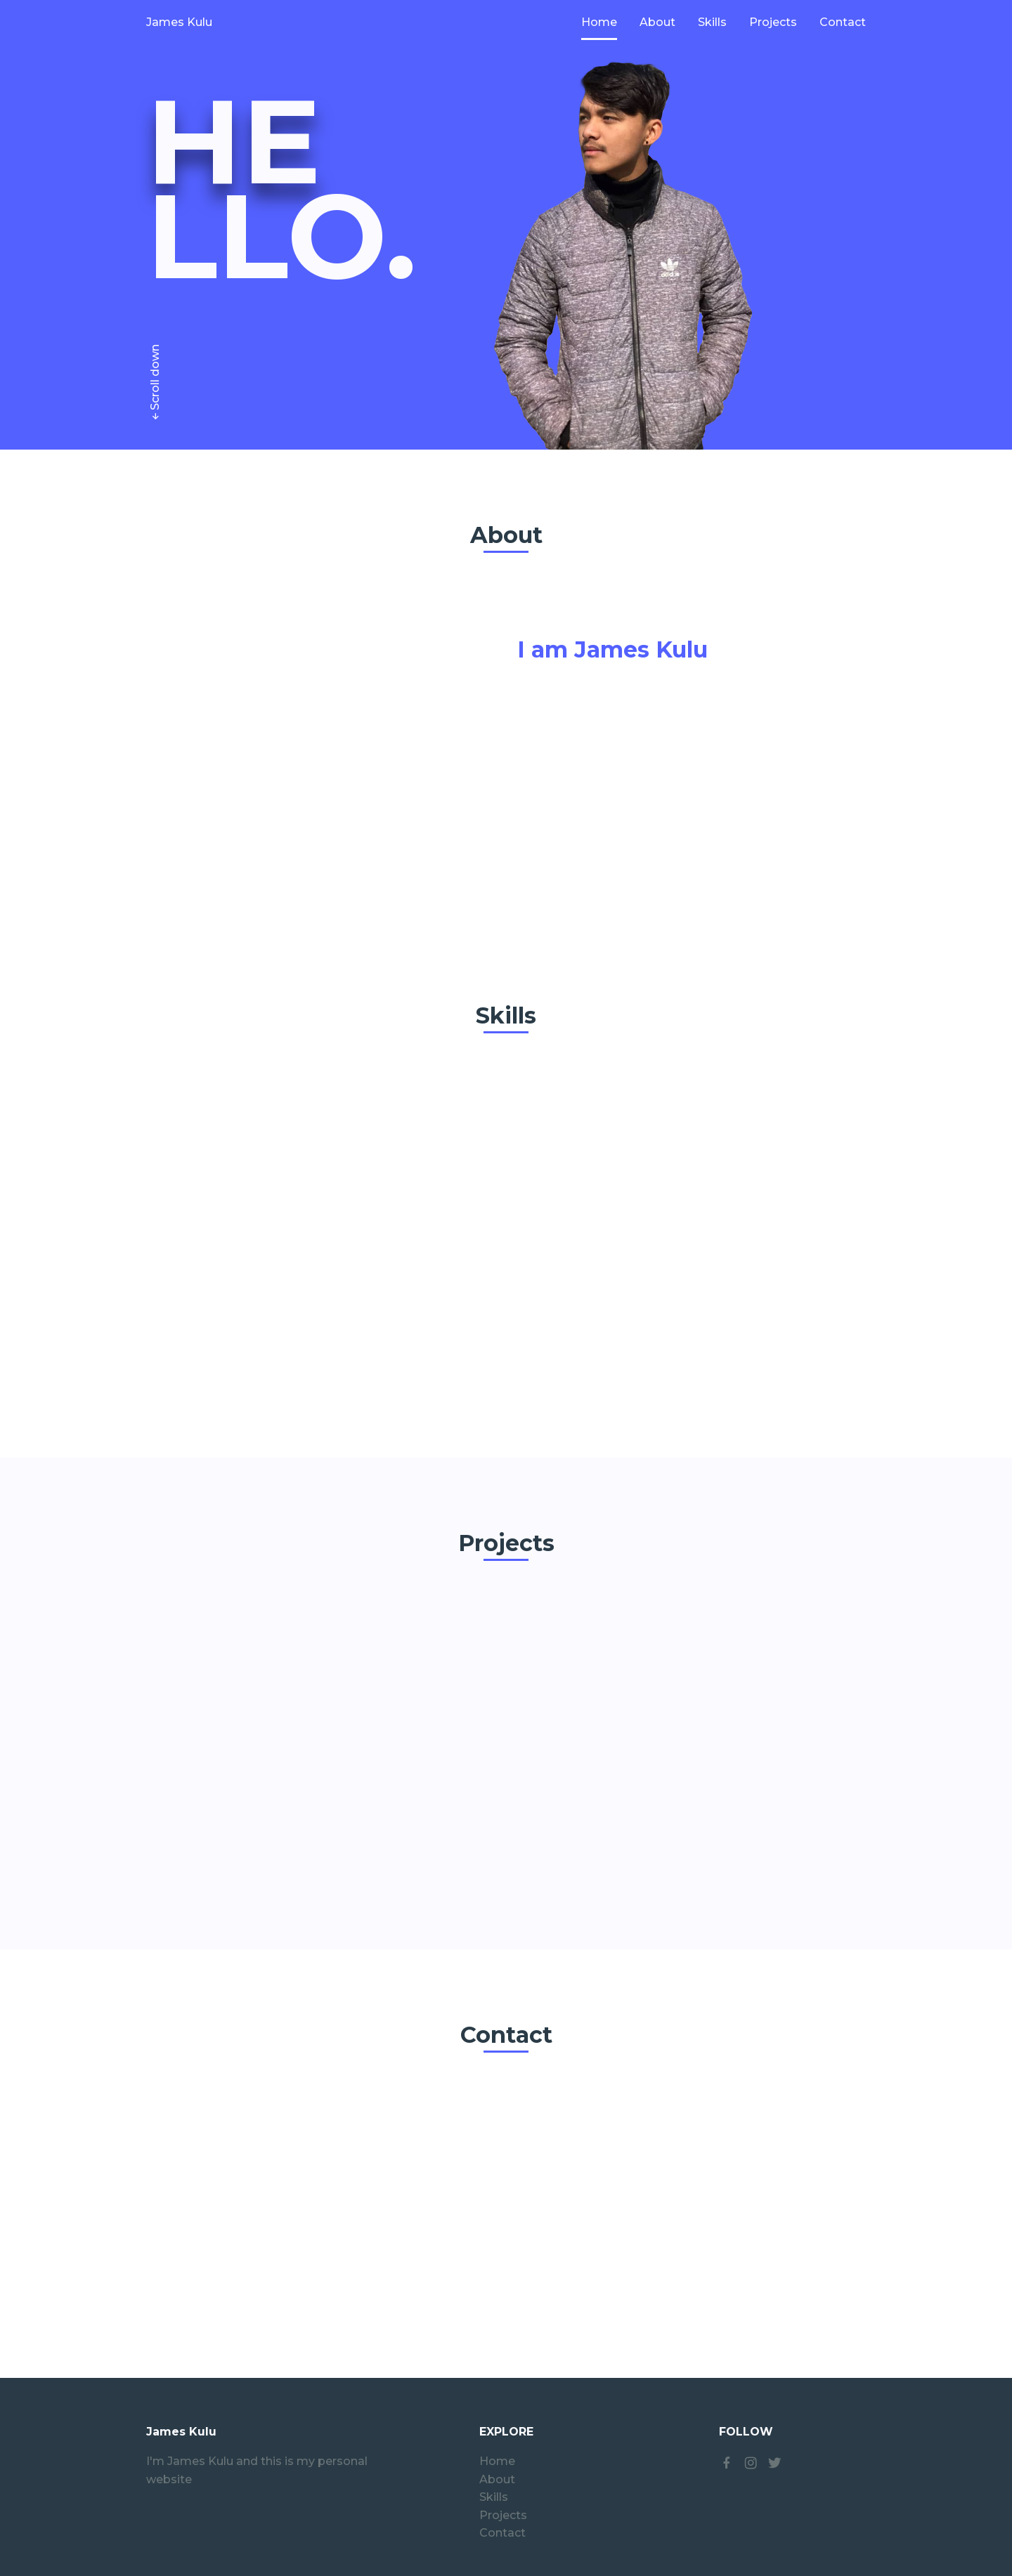 James Kulu
Home About Skills Projects Contact
HE
LLO.
← Scroll down
About
I am James Kulu
Skills
Projects
Contact
James Kulu
I'm James Kulu and this is my personal
website
EXPLORE
Home
About
Skills
Projects
Contact
FOLLOW